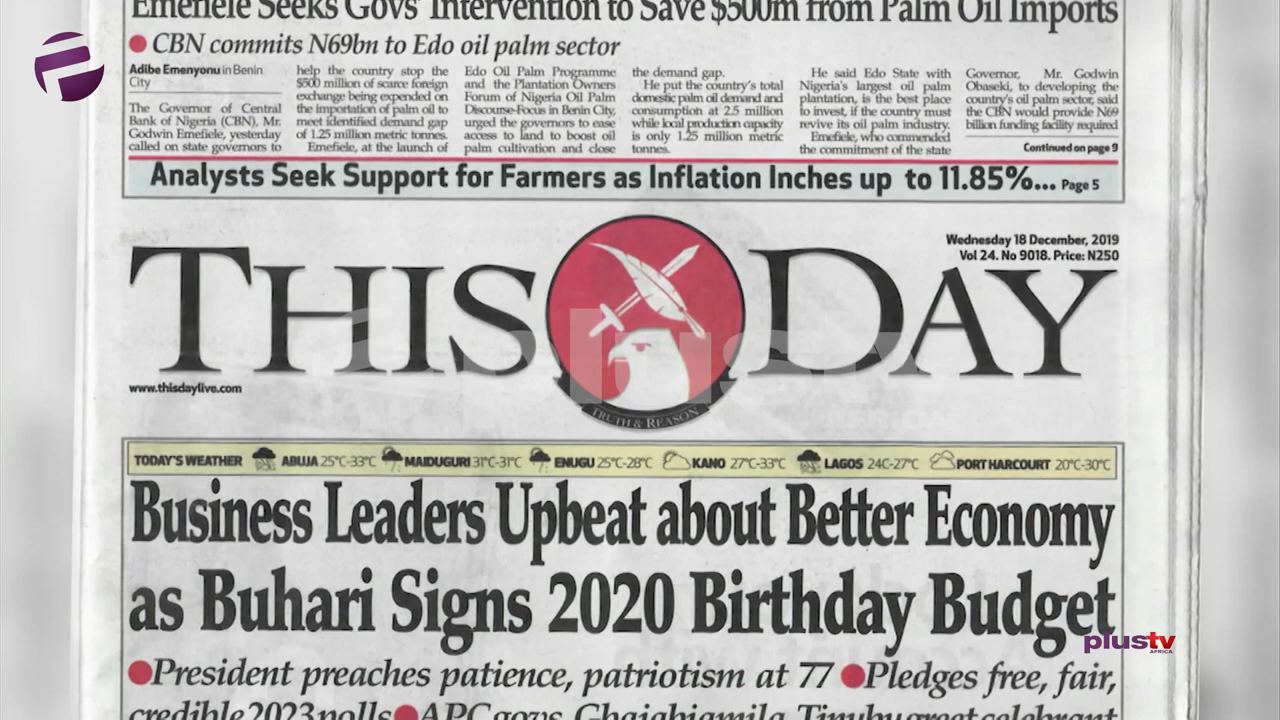 Emefiele Seeks Govs' Intervention to Save $500m from Palm Oil Imports
CBN commits N69bn to Edo oil palm sector
Adibe Emenyonu in Benin
City
The Governor of Central
Bank of Nigeria (CBN), Mr.
Godwin Emefiele, yesterday
called on state governors to
help the country stop the
$500 million of scarce foreign
exchange being expended on
the importation of palm oil to
meet identified demand gap
of 1.25 million metric tonnes.
Emefiele, at the launch of
Edo Oil Palm Programme
and the Plantation Owners
Forum of Nigeria Oil Palm
Discourse-Focus in Benin City,
urged the governors to ease
access to land to boost oil
palm cultivation and close
the demand gap.
He put the country's total
domestic palm oil demand and
consumption at 2.5 million
while local production capacity
is only 1.25 million metric
tonnes.
He said Edo State with
Nigeria's largest oil palm
plantation, is the best place
to invest, if the country must
revive its oil palm industry.
Emefiele, who commended
the commitment of the state
Governor, Mr. Godwin
Obaseki, to developing the
country's oil palm sector, said
the CBN would provide N69
billion funding facility required
Continued on page 9
Analysts Seek Support for Farmers as Inflation Inches up to 11.85%... Page 5
Wednesday 18 December, 2019
Vol 24. No 9018. Price: N250
THIS DAY
www.thisdaylive.com
TRUTH & REASON
TODAY'S WEATHER ABUJA 25°C-33°C MAIDUGURI 31°C-31°C ENUGU 25°C-28°C KANO 27°C-33°C LAGOS 24C-27°C PORT HARCOURT 20°C-30°C
Business Leaders Upbeat about Better Economy
as Buhari Signs 2020 Birthday Budget
President preaches patience, patriotism at 77 Pledges free, fair,
credible 2023 polls APC govs, Gbajabiamila, Tinubu greet celebrant
plustv
AFRICA